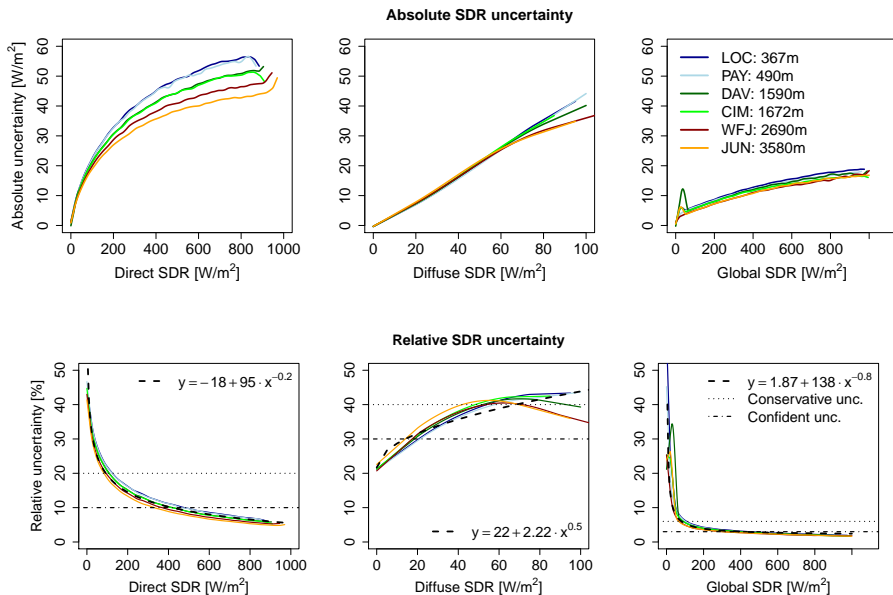 Absolute SDR uncertainty
Absolute uncertainty [W/m²]
0 10 20 30 40 50 60
0 200 400 600 800 1000
Direct SDR [W/m²]
0 10 20 30 40 50 60
0 20 40 60 80 100
Diffuse SDR [W/m²]
LOC: 367m
PAY: 490m
DAV: 1590m
CIM: 1672m
WFJ: 2690m
JUN: 3580m
0 10 20 30 40 50 60
0 200 400 600 800
Global SDR [W/m²]
Relative SDR uncertainty
Relative uncertainty [%]
0 10 20 30 40 50
y = −18 + 95 · x⁻⁰·²
0 200 400 600 800 1000
Direct SDR [W/m²]
0 10 20 30 40 50
y = 22 + 2.22 · x⁰·⁵
0 20 40 60 80 100
Diffuse SDR [W/m²]
0 10 20 30 40 50
y = 1.87 + 138 · x⁻⁰·⁸
Conservative unc.
Confident unc.
0 200 400 600 800
Global SDR [W/m²]